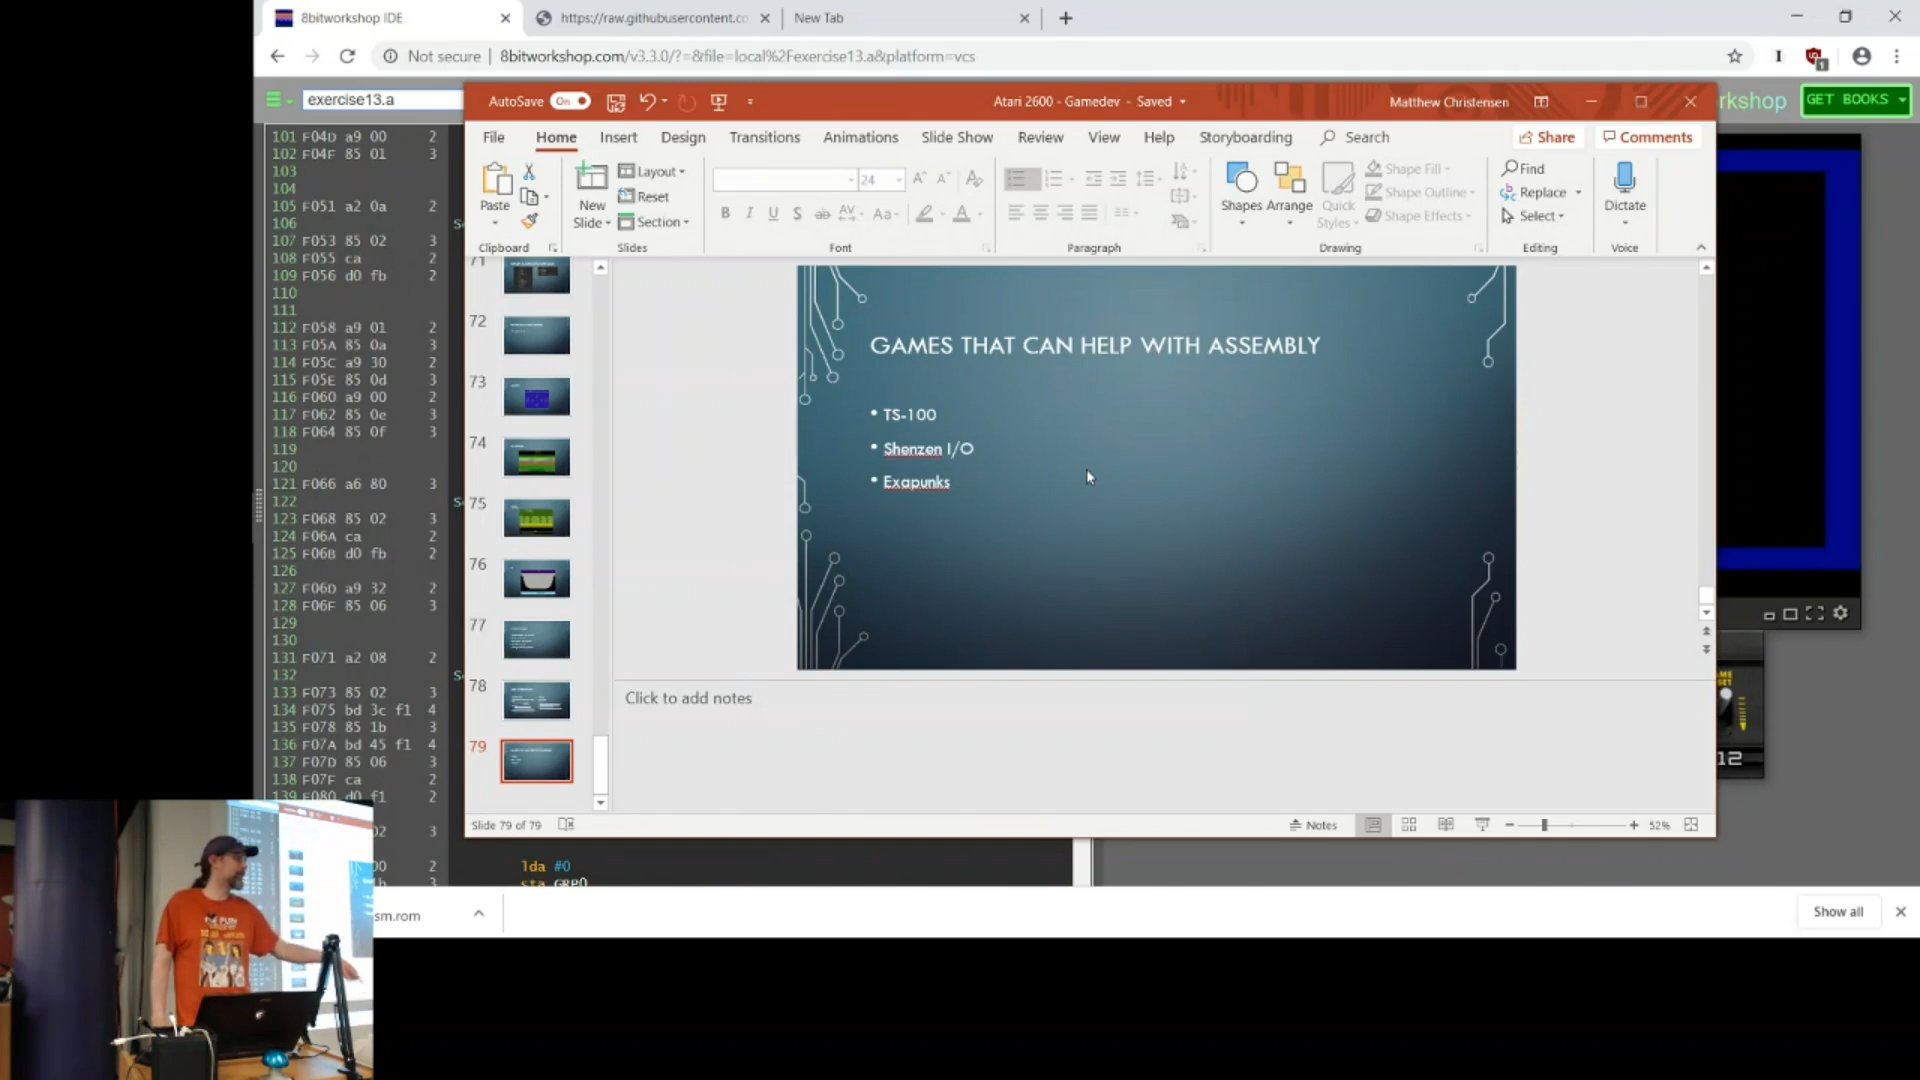 8bitworkshop IDE
https://raw.githubusercontent.co
New Tab
Not secure
8bitworkshop.com/v3.3.0/?=&file=local%2Fexercise13.a&platform=vcs
exercise13.a
rkshop
GET BOOKS
AutoSave On
Atari 2600 - Gamedev - Saved
Matthew Christensen
File Home Insert Design Transitions Animations Slide Show Review View Help Storyboarding Search
Share Comments
Paste
Clipboard
New Slide
Layout
Reset
Section
Slides
24
Font
Paragraph
Shapes Arrange Quick Styles
Shape Fill
Shape Outline
Shape Effects
Drawing
Find
Replace
Select
Editing
Dictate
Voice
101 F04D a9 00 2
102 F04F 85 01 3
103
104
105 F051 a2 0a 2
106
107 F053 85 02 3
108 F055 ca 2
109 F056 d0 fb 2
110
111
112 F058 a9 01 2
113 F05A 85 0a 3
114 F05C a9 30 2
115 F05E 85 0d 3
116 F060 a9 00 2
117 F062 85 0e 3
118 F064 85 0f 3
119
120
121 F066 a6 80 3
122
123 F068 85 02 3
124 F06A ca 2
125 F06B d0 fb 2
126
127 F06D a9 32 2
128 F06F 85 06 3
129
130
131 F071 a2 08 2
132
133 F073 85 02 3
134 F075 bd 3c f1 4
135 F078 85 1b 3
136 F07A bd 45 f1 4
137 F07D 85 06 3
138 F07F ca 2
139 F080 d0 f1 2
71
72
73
74
75
76
77
78
79
GAMES THAT CAN HELP WITH ASSEMBLY
• TS-100
• Shenzen I/O
• Exapunks
Click to add notes
Slide 79 of 79
Notes
52%
12
lda #0
sta GRP0
sm.rom
Show all